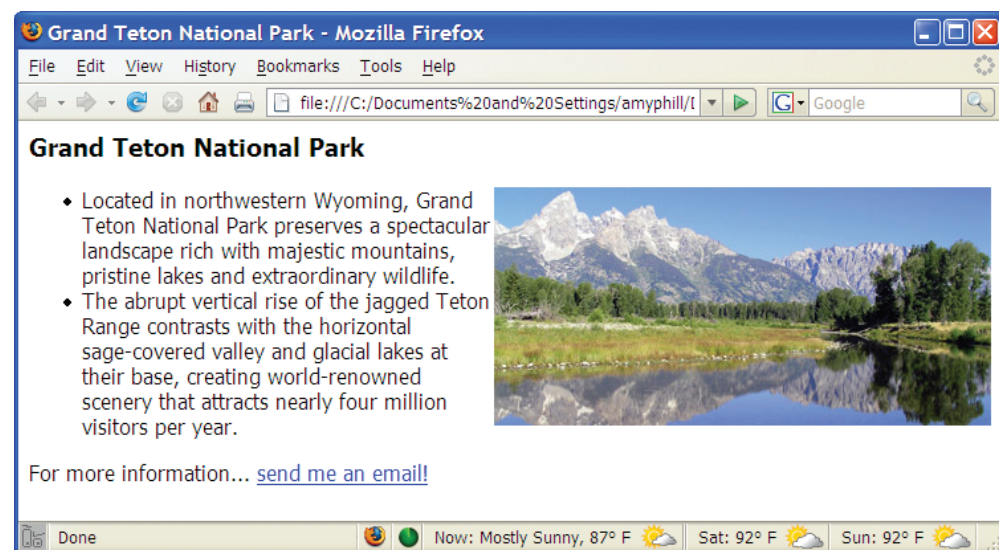 Grand Teton National Park - Mozilla Firefox
File Edit View History Bookmarks Tools Help
file:///C:/Documents%20and%20Settings/amyphill/D G Google
Grand Teton National Park
• Located in northwestern Wyoming, Grand
Teton National Park preserves a spectacular
landscape rich with majestic mountains,
pristine lakes and extraordinary wildlife.
• The abrupt vertical rise of the jagged Teton
Range contrasts with the horizontal
sage-covered valley and glacial lakes at
their base, creating world-renowned
scenery that attracts nearly four million
visitors per year.
For more information... send me an email!
Done Now: Mostly Sunny, 87° F Sat: 92° F Sun: 92° F